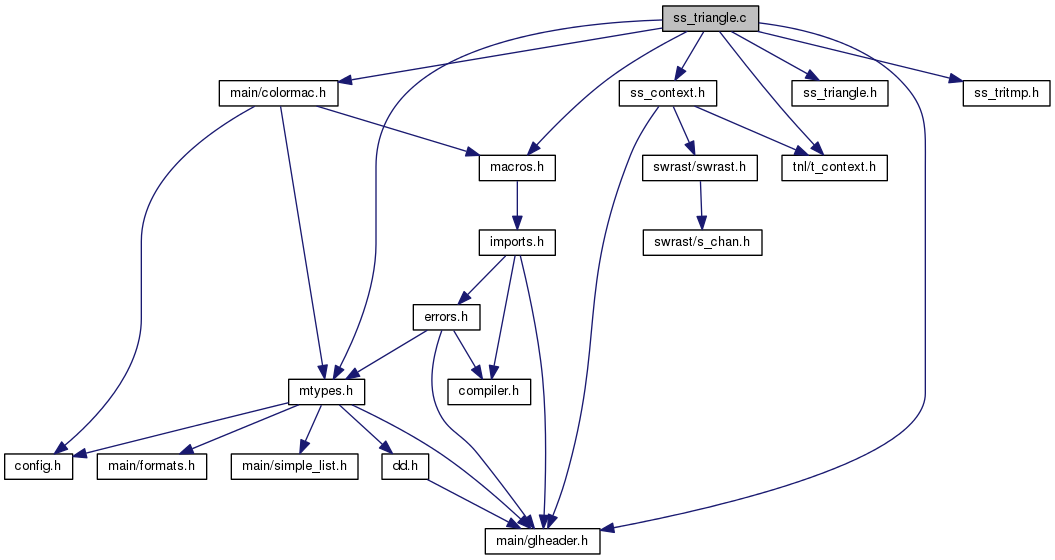 ss_triangle.c
main/colormac.h
ss_context.h
ss_triangle.h
ss_tritmp.h
macros.h
swrast/swrast.h
tnl/t_context.h
imports.h
swrast/s_chan.h
errors.h
mtypes.h
compiler.h
config.h
main/formats.h
main/simple_list.h
dd.h
main/glheader.h